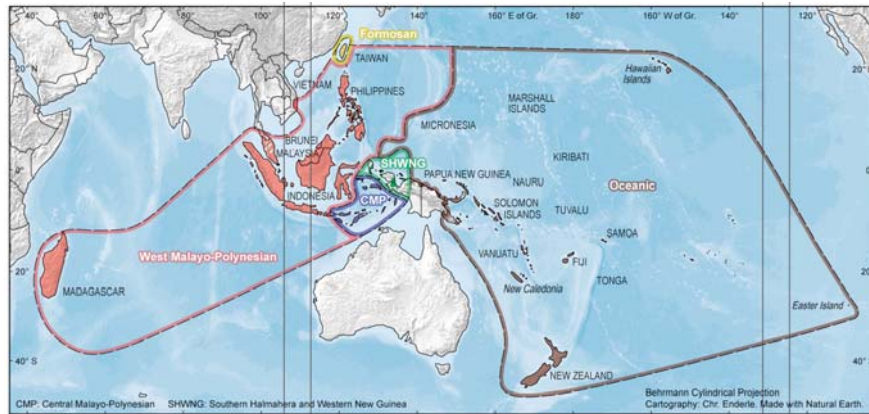 100° 120° 140° 160° E of Gr. 180° 160° W of Gr. 140° 120°
Formosan
TAIWAN
20° N
20°
Hawaiian
Islands
VIETNAM
PHILIPPINES
MARSHALL
ISLANDS
MICRONESIA
BRUNEI
MALAYSIA
SHWNG
KIRIBATI
PAPUA NEW GUINEA
NAURU
Oceanic
INDONESIA
CMP
SOLOMON
ISLANDS
TUVALU
SAMOA
West Malayo-Polynesian
VANUATU
FIJI
20°
20°
MADAGASCAR
New Caledonia
TONGA
Easter Island
40° S
40°
NEW ZEALAND
Behrmann Cylindrical Projection
CMP: Central Malayo-Polynesian SHWNG: Southern Halmahera and Western New Guinea
Cartography: Chr. Enderle. Made with Natural Earth.